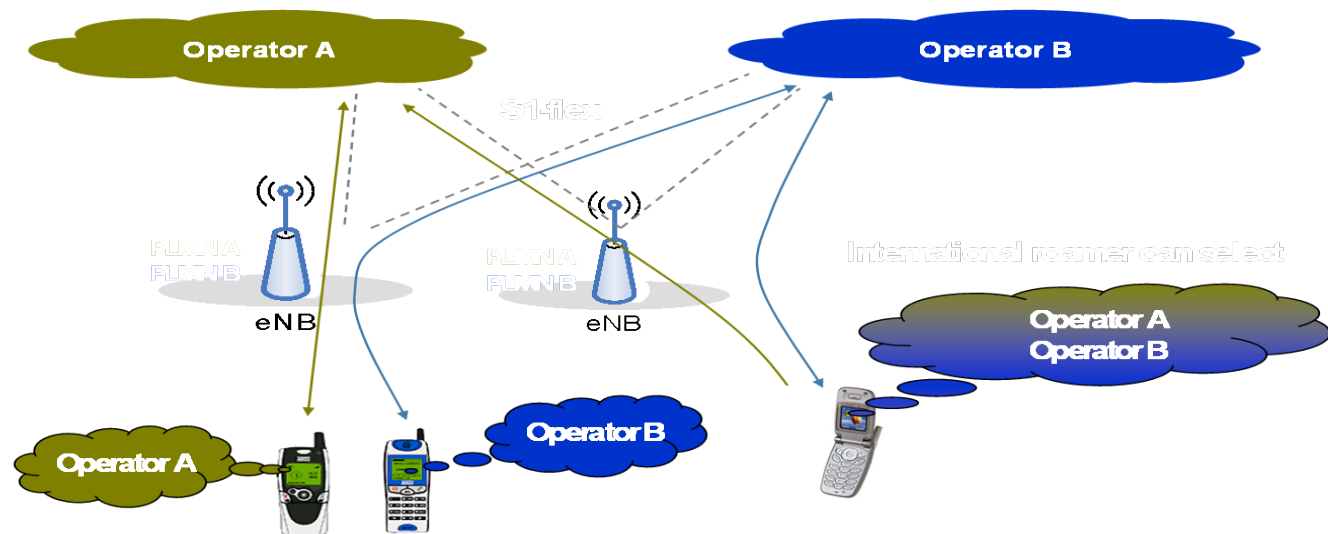 Operator A
Operator B
S1-flex
PLMN A
PLMN B
PLMN A
PLMN B
International roamer can select
eNB
eNB
Operator A
Operator B
Operator B
Operator A